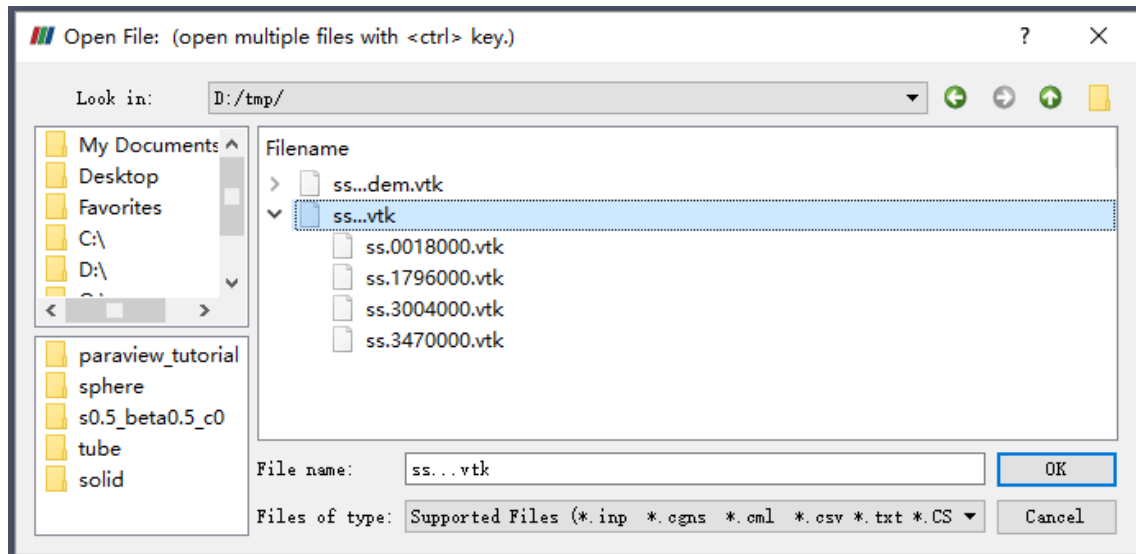 Open File: (open multiple files with <ctrl> key.)
Look in: D:/tmp/
My Documents
Desktop
Favorites
C:\
D:\
Filename
ss...dem.vtk
ss...vtk
ss.0018000.vtk
ss.1796000.vtk
ss.3004000.vtk
ss.3470000.vtk
paraview_tutorial
sphere
s0.5_beta0.5_c0
tube
solid
File name: ss...vtk OK
Files of type: Supported Files (*.inp *.cgns *.cml *.csv *.txt *.CS Cancel